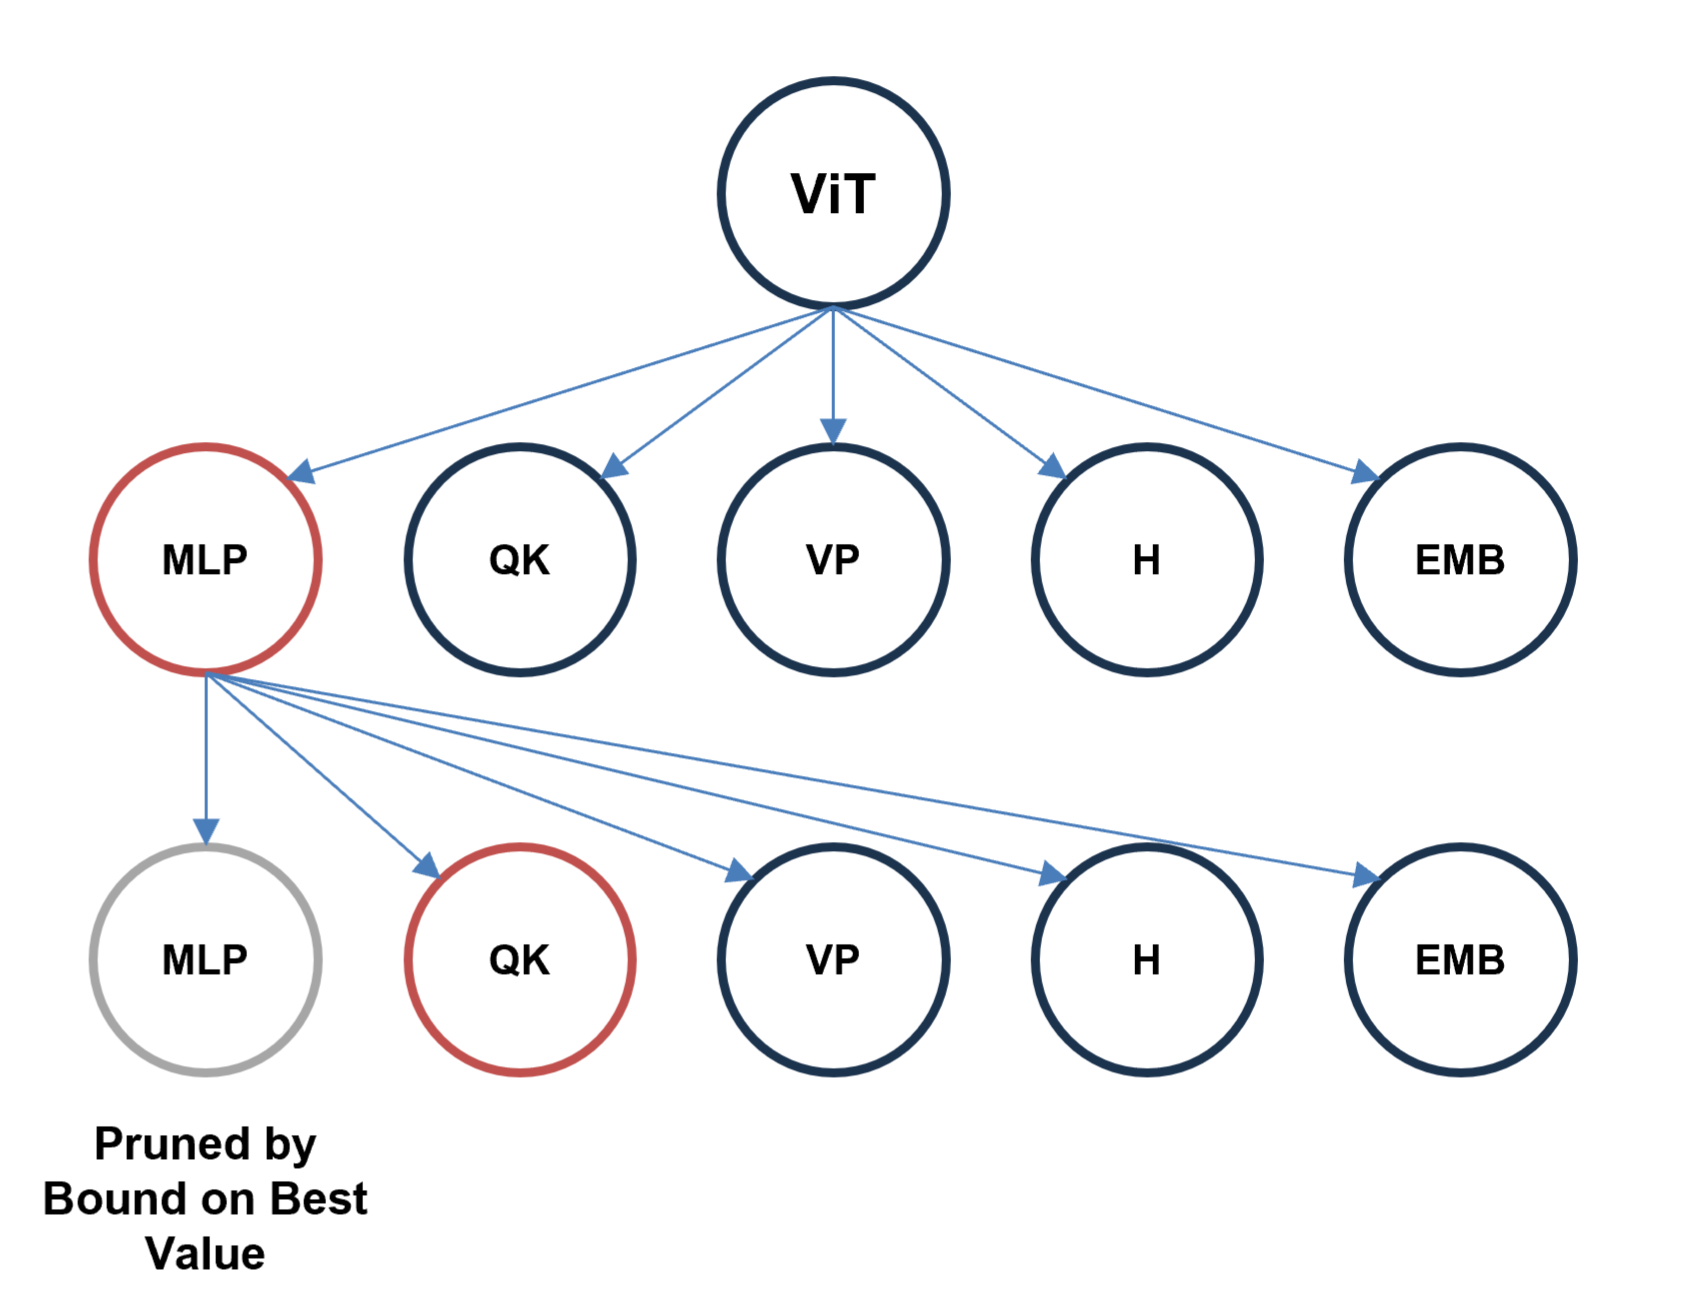 ViT
MLP
QK
VP
H
EMB
MLP
QK
VP
H
EMB
Pruned by
Bound on Best
Value